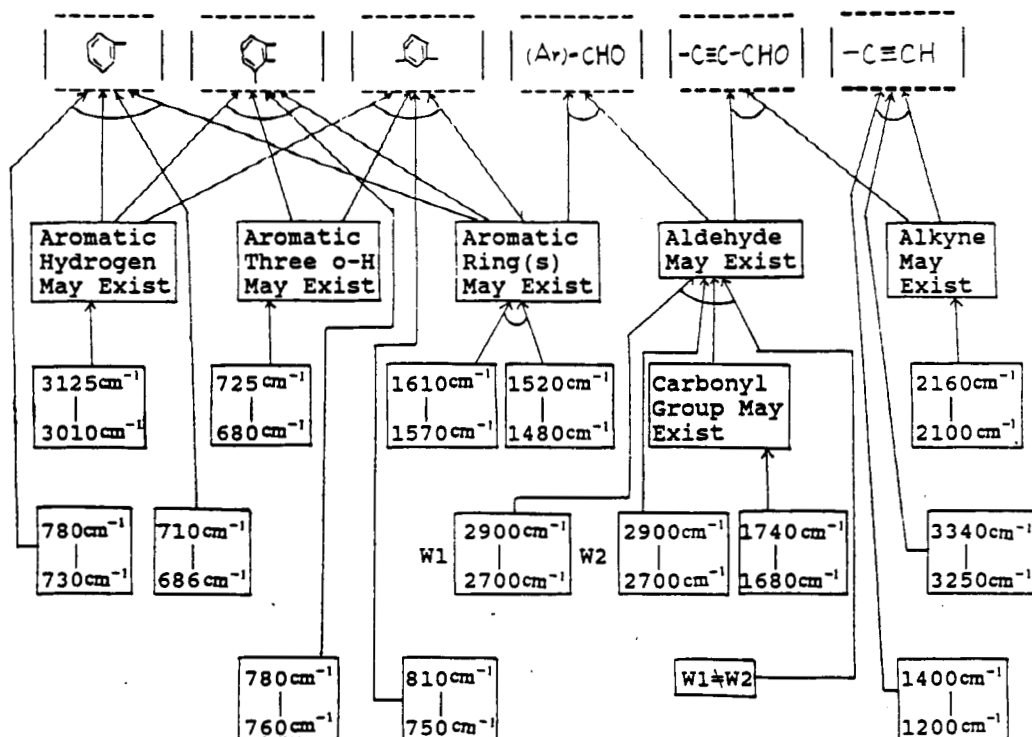 (Ar)-CHO
-C≡C-CHO
-C≡CH
Aromatic
Hydrogen
May Exist
Aromatic
Three o-H
May Exist
Aromatic
Ring(s)
May Exist
Aldehyde
May Exist
Alkyne
May
Exist
3125cm⁻¹
3010cm⁻¹
725cm⁻¹
680cm⁻¹
1610cm⁻¹
1570cm⁻¹
1520cm⁻¹
1480cm⁻¹
Carbonyl
Group May
Exist
2160cm⁻¹
2100cm⁻¹
780cm⁻¹
730cm⁻¹
710cm⁻¹
686cm⁻¹
W1
2900cm⁻¹
2700cm⁻¹
W2
2900cm⁻¹
2700cm⁻¹
1740cm⁻¹
1680cm⁻¹
3340cm⁻¹
3250cm⁻¹
780cm⁻¹
760cm⁻¹
810cm⁻¹
750cm⁻¹
W1≠W2
1400cm⁻¹
1200cm⁻¹